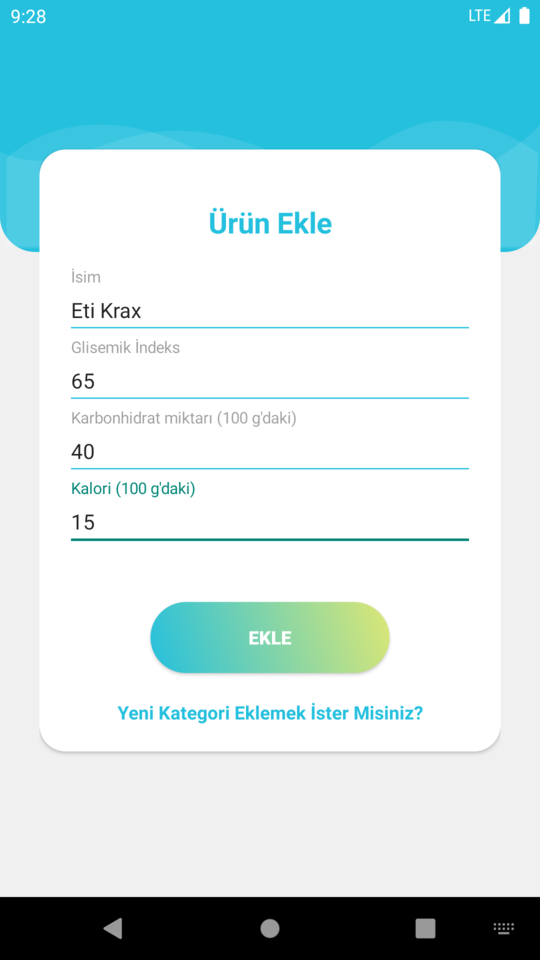 9:28
LTE
Ürün Ekle
İsim
Eti Krax
Glisemik İndeks
65
Karbonhidrat miktarı (100 g'daki)
40
Kalori (100 g'daki)
15
EKLE
Yeni Kategori Eklemek İster Misiniz?